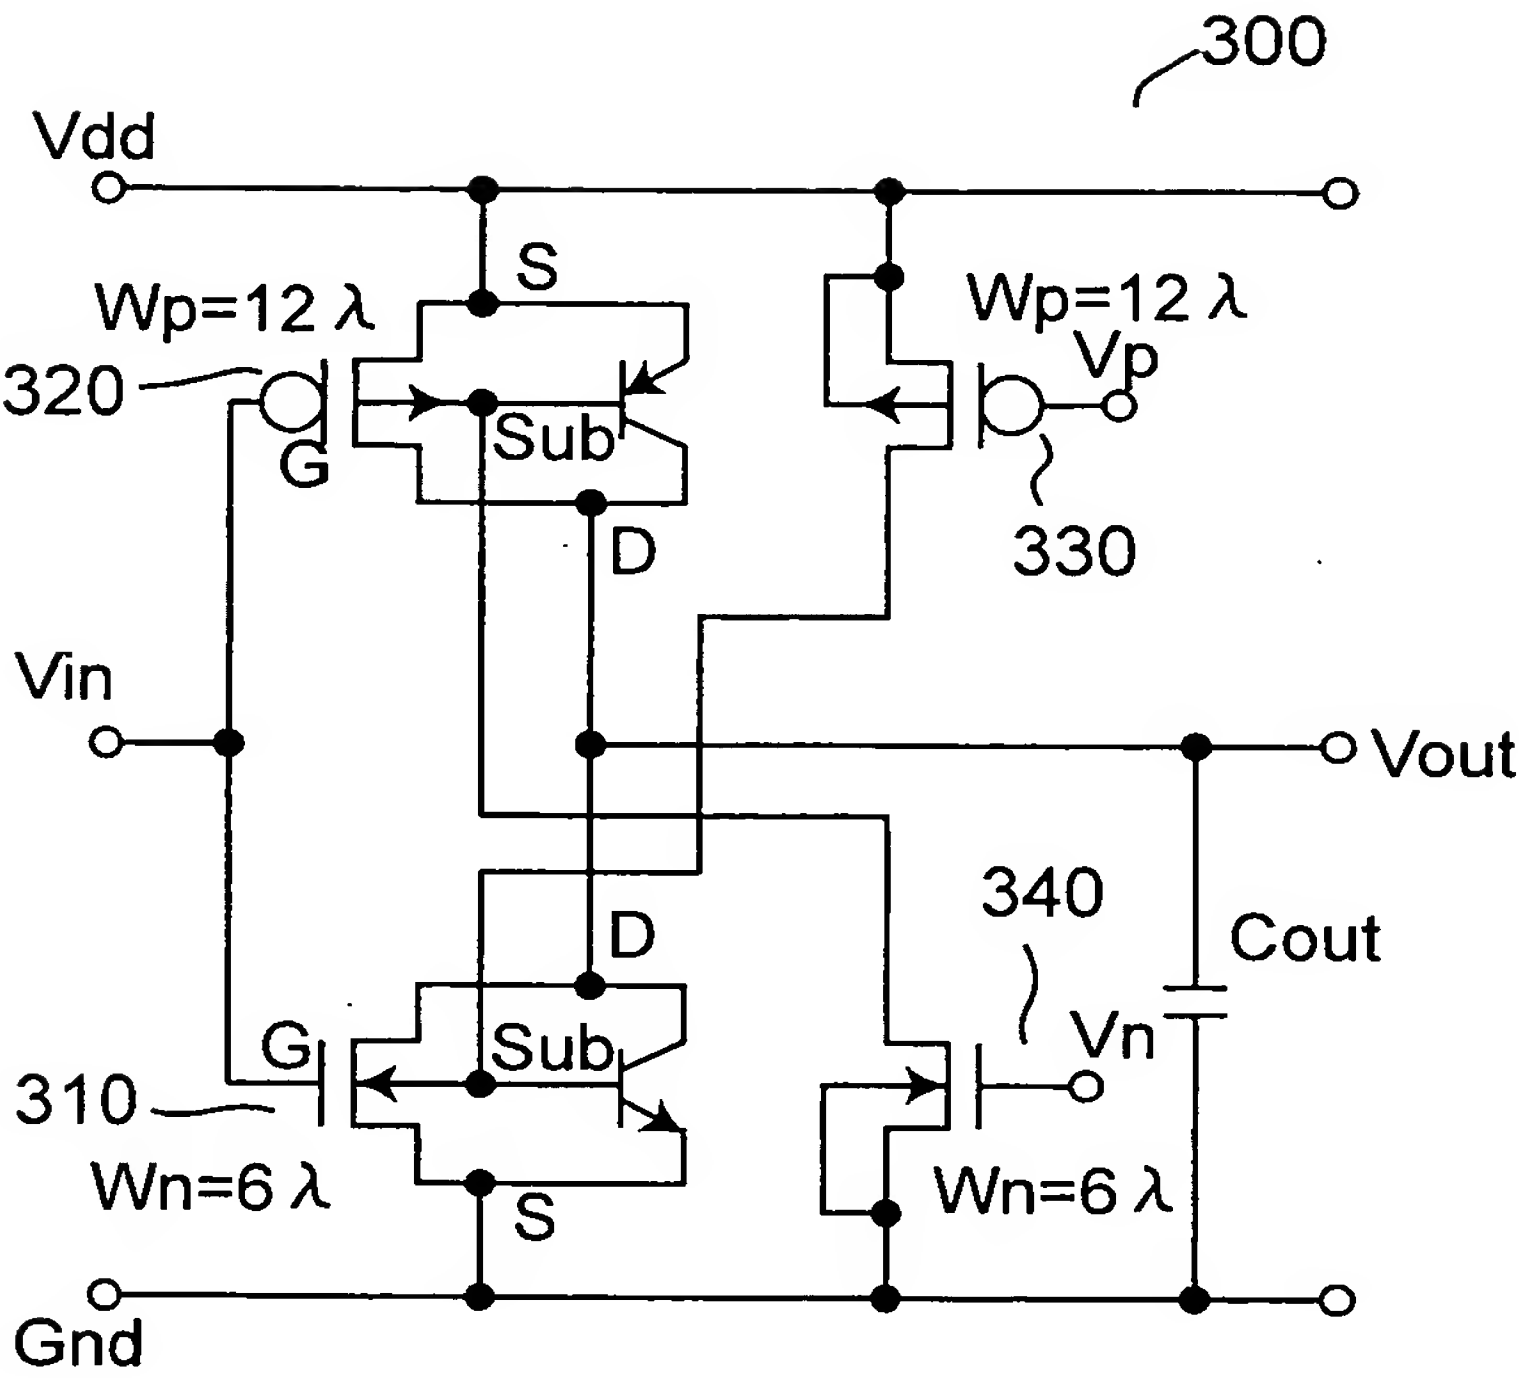 300
Vdd
S
Wp=12 λ
Wp=12 λ
Vp
320
Sub
G
330
D
Vin
Vout
340
D
Cout
G
Sub
Vn
310
Wn=6 λ
Wn=6 λ
S
Gnd